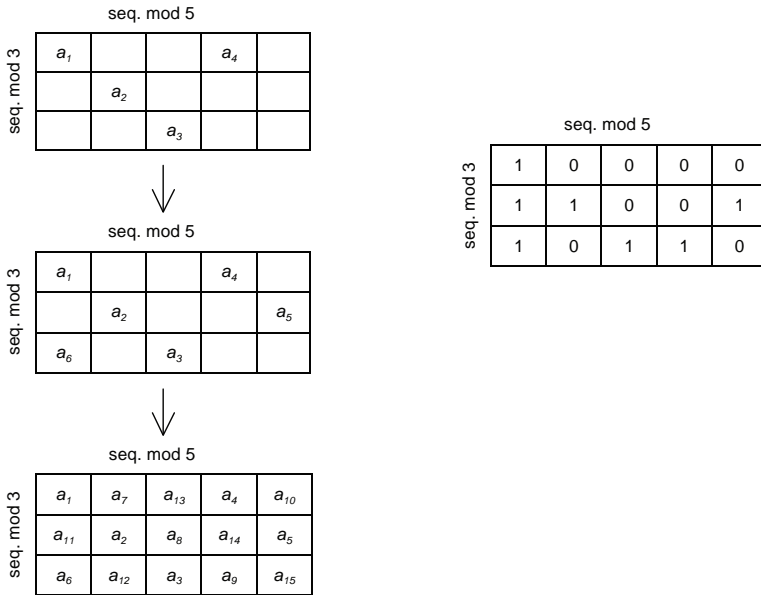 seq. mod 5
seq. mod 3
a1 a4
a2
a3
seq. mod 5
seq. mod 3
a1 a4
a2 a5
a6 a3
seq. mod 5
seq. mod 3
a1 a7 a13 a4 a10
a11 a2 a8 a14 a5
a6 a12 a3 a9 a15
seq. mod 5
seq. mod 3
1 0 0 0 0
1 1 0 0 1
1 0 1 1 0